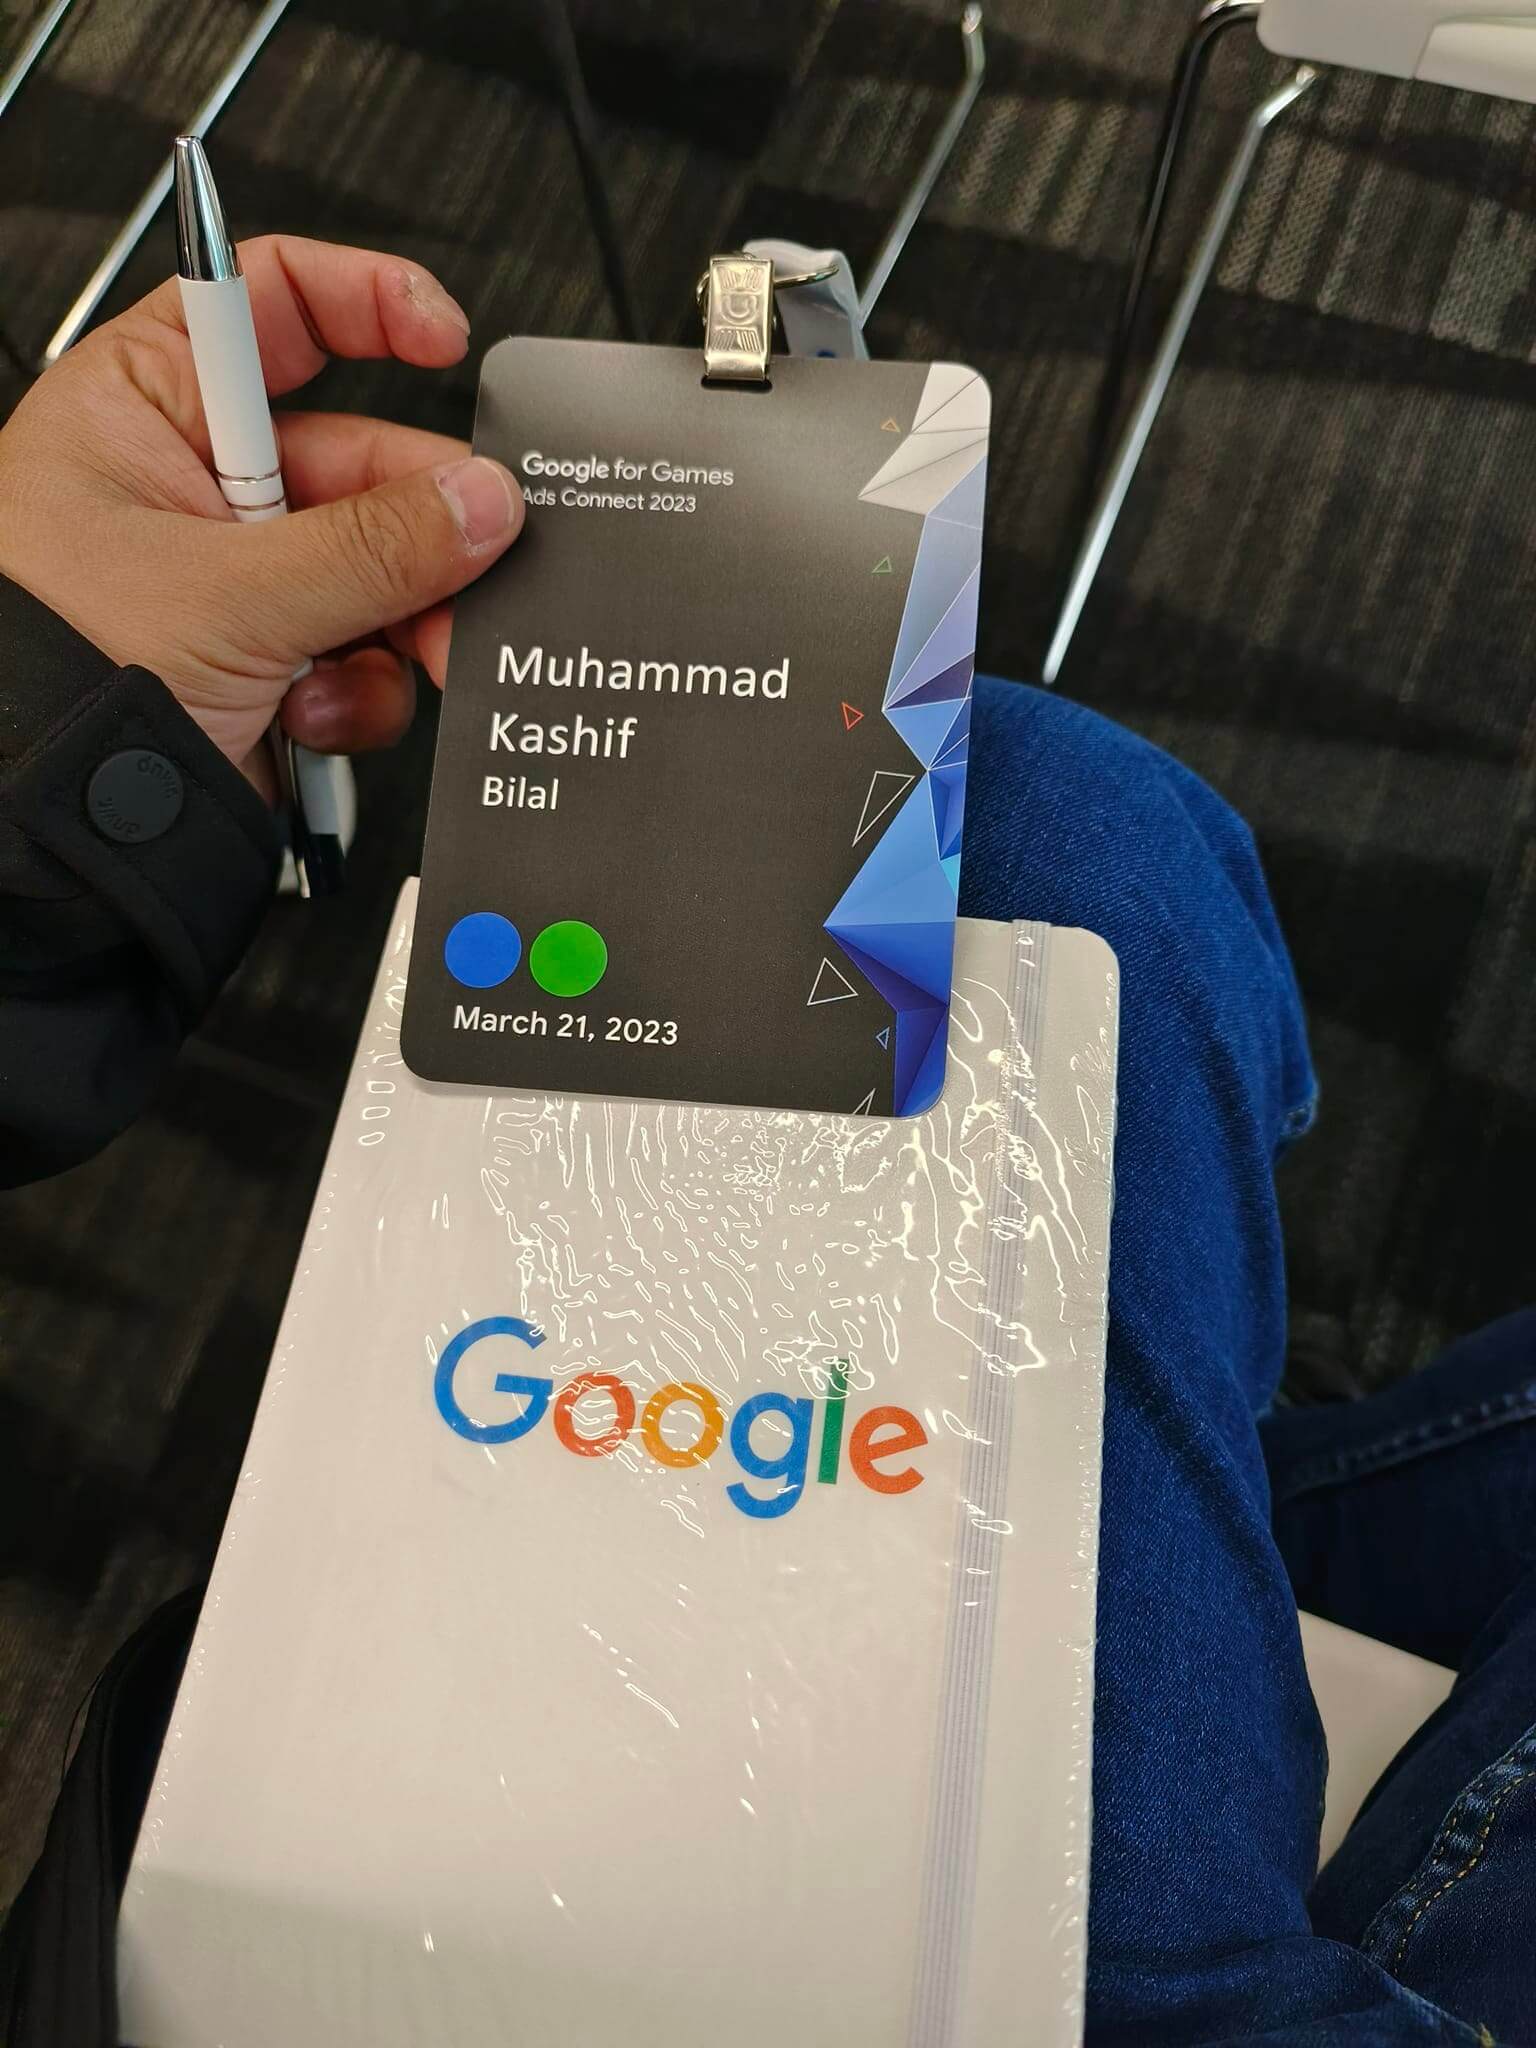 Google for Games
Ads Connect 2023
Muhammad
Kashif
Bilal
March 21, 2023
Google